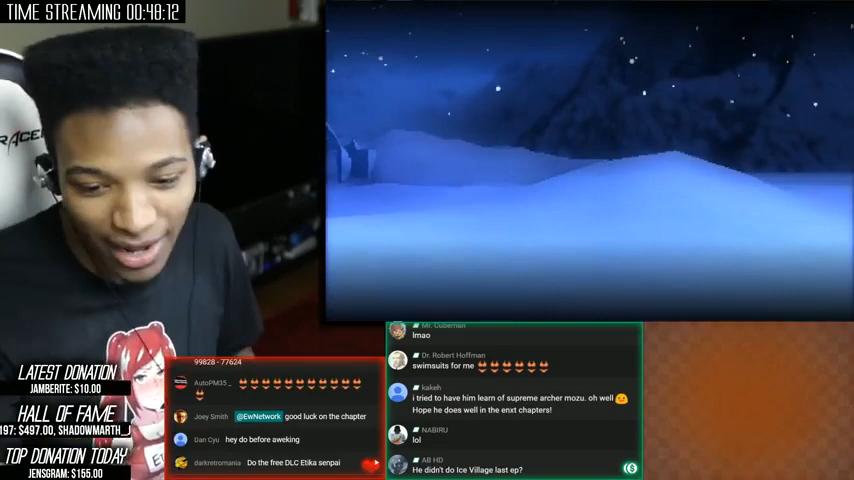 TIME STREAMING 00:48:12
RACE
LATEST DONATION
JAMBERITE: $10.00
HALL OF FAME
197: $497.00, SHADOWMARTH_
TOP DONATION TODAY
JENSGRAM: $155.00
99828 - 77624
AutoPM35_
Joey Smith @EwNetwork good luck on the chapter
Dan Cyu hey do before aweking
darkretromania Do the free DLC Etika senpai
Mr. Cubeman
lmao
Dr. Robert Hoffman
swimsuits for me
kakeh
i tried to have him learn of supreme archer mozu. oh well
Hope he does well in the enxt chapters!
NABIRU
lol
AB HD
He didn't do Ice Village last ep?